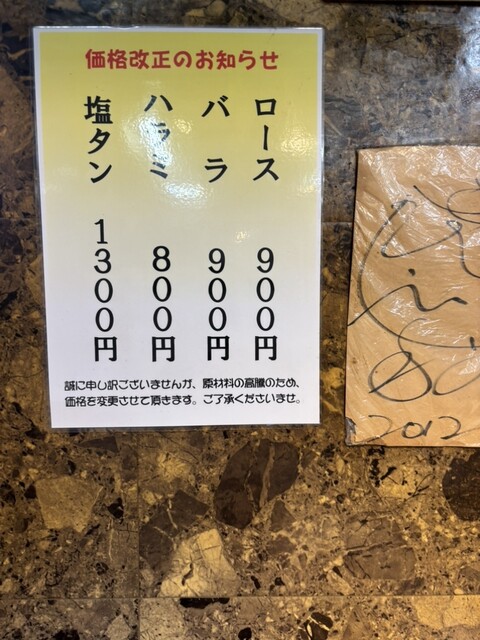 価格改正のお知らせ
ロース 900円
バラ 900円
ハラミ 800円
塩タン 1300円
誠に申し訳ございませんが、原材料の高騰のため、
価格を変更させて頂きます。ご了承くださいませ。
2012